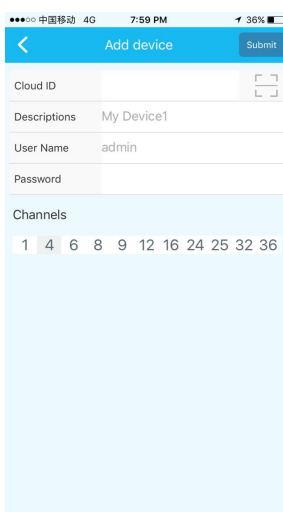 ●●●○○ 中国移动 4G 7:59 PM 36%
Add device Submit
Cloud ID
Descriptions My Device1
User Name admin
Password
Channels
1 4 6 8 9 12 16 24 25 32 36